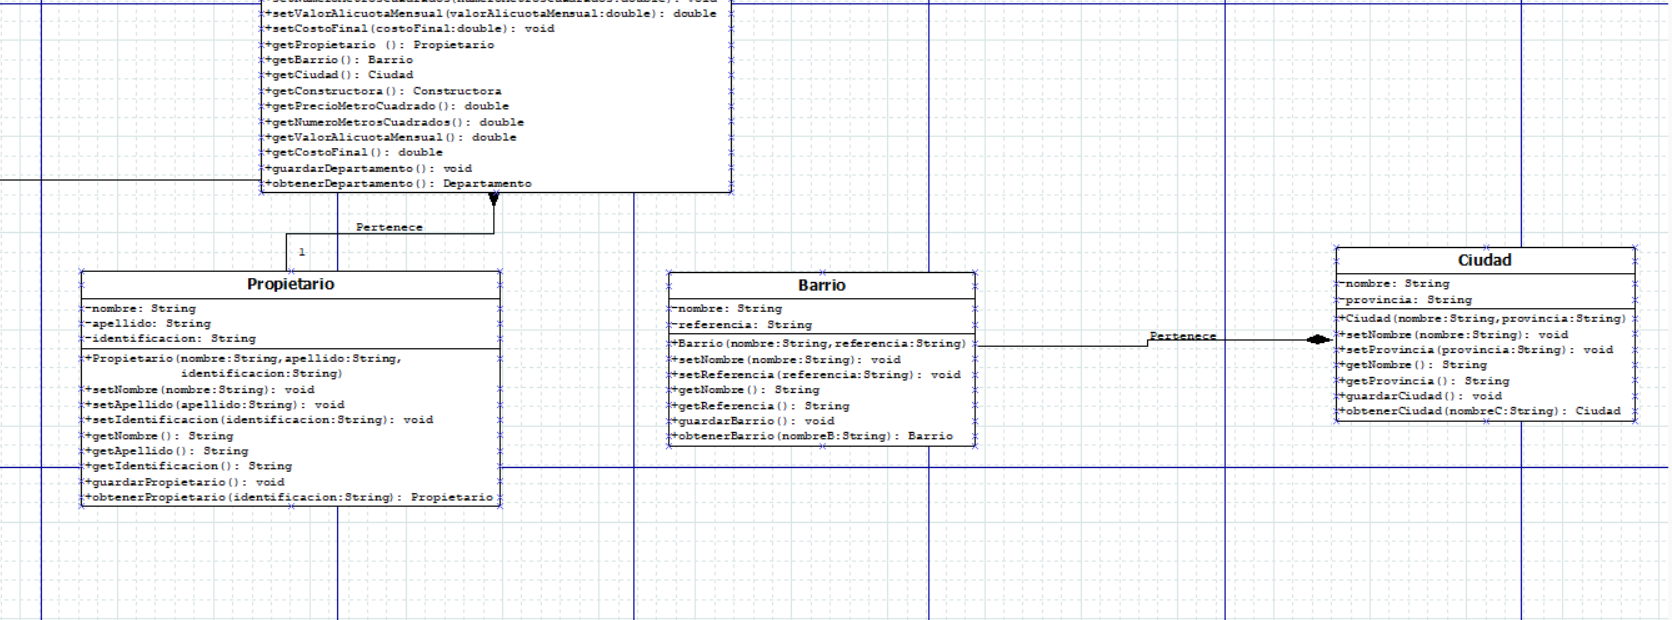 +setNumeroMetrosCuadrados(numeroMetrosCuadrados:double): void
+setValorAlicuotaMensual(valorAlicuotaMensual:double): double
+setCostoFinal(costoFinal:double): void
+getPropietario (): Propietario
+getBarrio(): Barrio
+getCiudad(): Ciudad
+getConstructora(): Constructora
+getPrecioMetroCuadrado(): double
+getNumeroMetrosCuadrados(): double
+getValorAlicuotaMensual(): double
+getCostoFinal(): double
+guardarDepartamento(): void
+obtenerDepartamento(): Departamento
Pertenece
1
Propietario
-nombre: String
-apellido: String
-identificacion: String
+Propietario(nombre:String,apellido:String,
identificacion:String)
+setNombre(nombre:String): void
+setApellido(apellido:String): void
+setIdentificacion(identificacion:String): void
+getNombre(): String
+getApellido(): String
+getIdentificacion(): String
+guardarPropietario(): void
+obtenerPropietario(identificacion:String): Propietario
Barrio
-nombre: String
-referencia: String
+Barrio(nombre:String,referencia:String)
+setNombre(nombre:String): void
+setReferencia(referencia:String): void
+getNombre(): String
+getReferencia(): String
+guardarBarrio(): void
+obtenerBarrio(nombreB:String): Barrio
Pertenece
Ciudad
-nombre: String
-provincia: String
+Ciudad(nombre:String,provincia:String)
+setNombre(nombre:String): void
+setProvincia(provincia:String): void
+getNombre(): String
+getProvincia(): String
+guardarCiudad(): void
+obtenerCiudad(nombreC:String): Ciudad